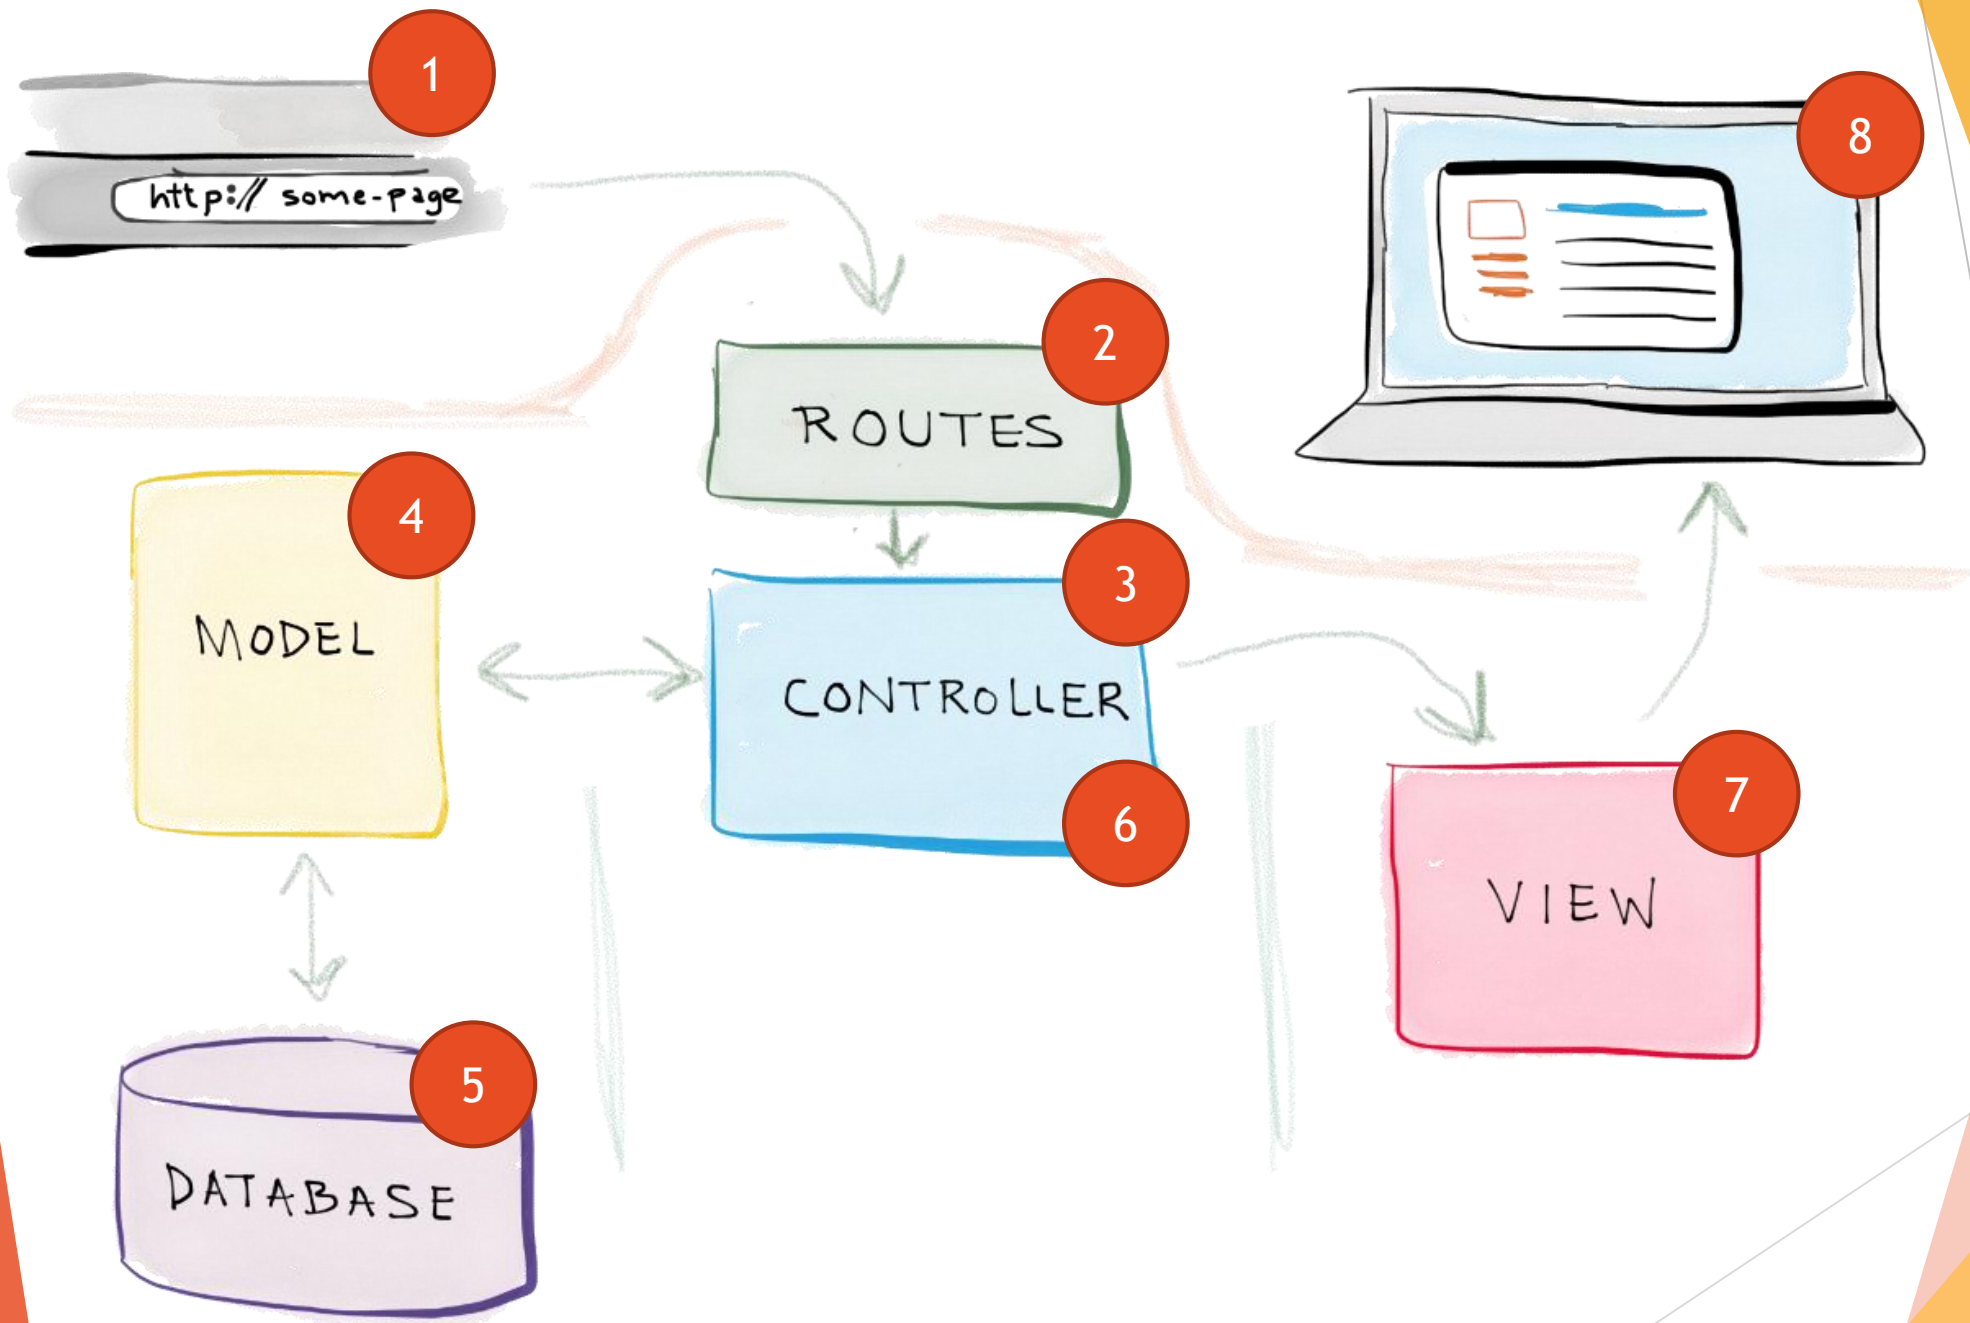 1
http:// some-page
8
2
ROUTES
4
MODEL
3
CONTROLLER
6
7
VIEW
5
DATABASE